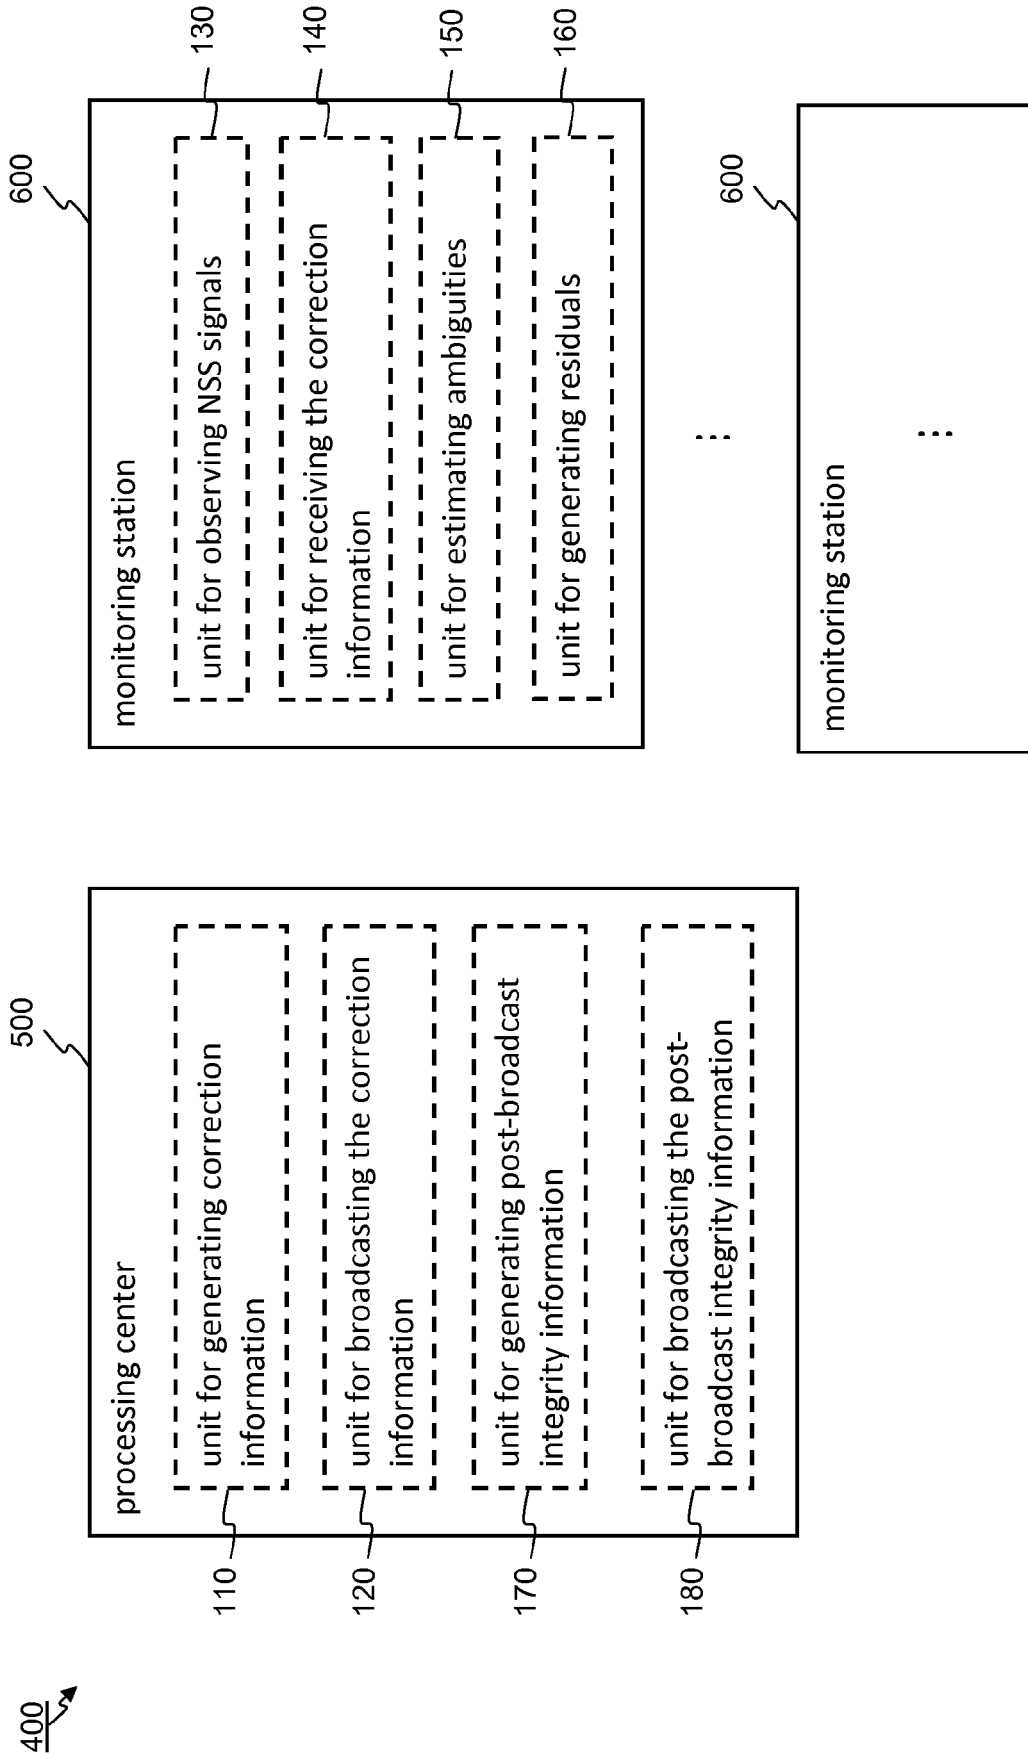 400
500
processing center
110
unit for generating correction
information
120
unit for broadcasting the correction
information
170
unit for generating post-broadcast
integrity information
180
unit for broadcasting the post-
broadcast integrity information
600
monitoring station
unit for observing NSS signals
130
unit for receiving the correction
information
140
unit for estimating ambiguities
150
unit for generating residuals
160
...
600
monitoring station
...